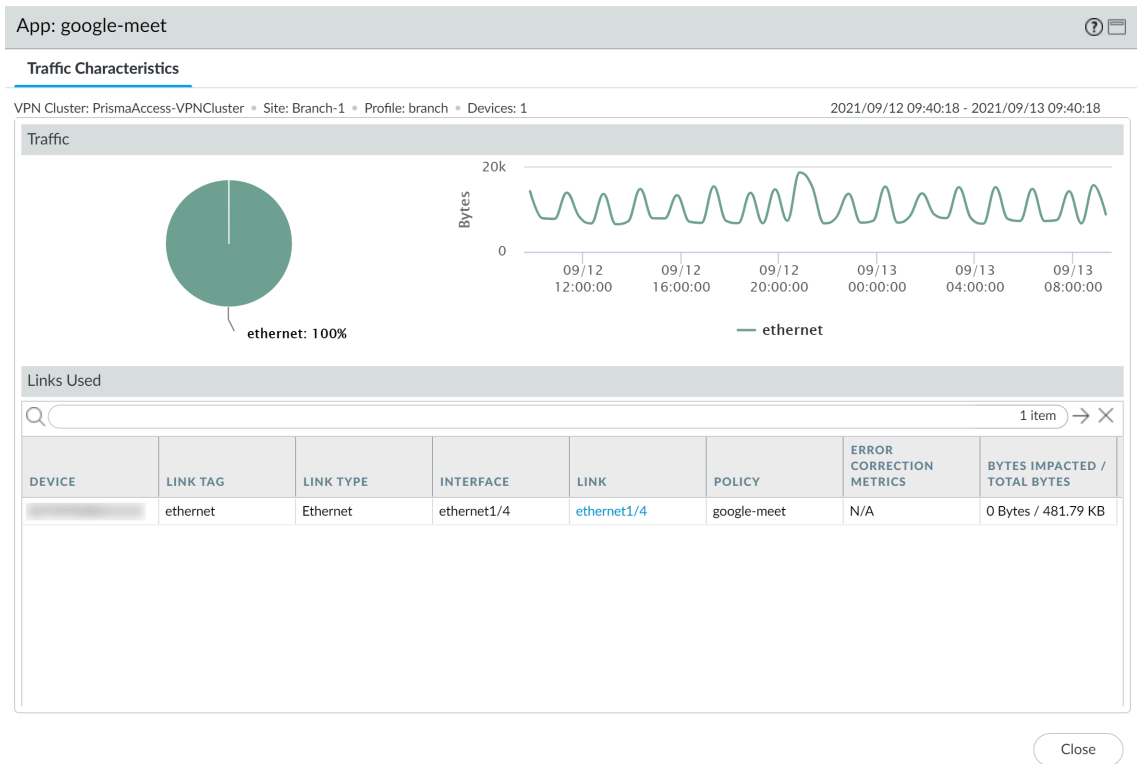 App: google-meet
Traffic Characteristics
VPN Cluster: PrismaAccess-VPNCluster • Site: Branch-1 • Profile: branch • Devices: 1
2021/09/12 09:40:18 - 2021/09/13 09:40:18
Traffic
ethernet: 100%
Bytes
20k
0
09/12 12:00:00
09/12 16:00:00
09/12 20:00:00
09/13 00:00:00
09/13 04:00:00
09/13 08:00:00
ethernet
Links Used
1 item
DEVICE LINK TAG LINK TYPE INTERFACE LINK POLICY ERROR CORRECTION METRICS BYTES IMPACTED / TOTAL BYTES
ethernet Ethernet ethernet1/4 ethernet1/4 google-meet N/A 0 Bytes / 481.79 KB
Close